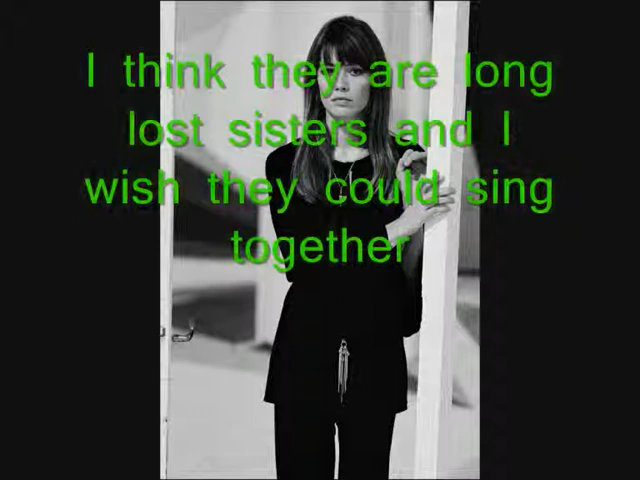 I think they are long
lost sisters and I
wish they could sing
together